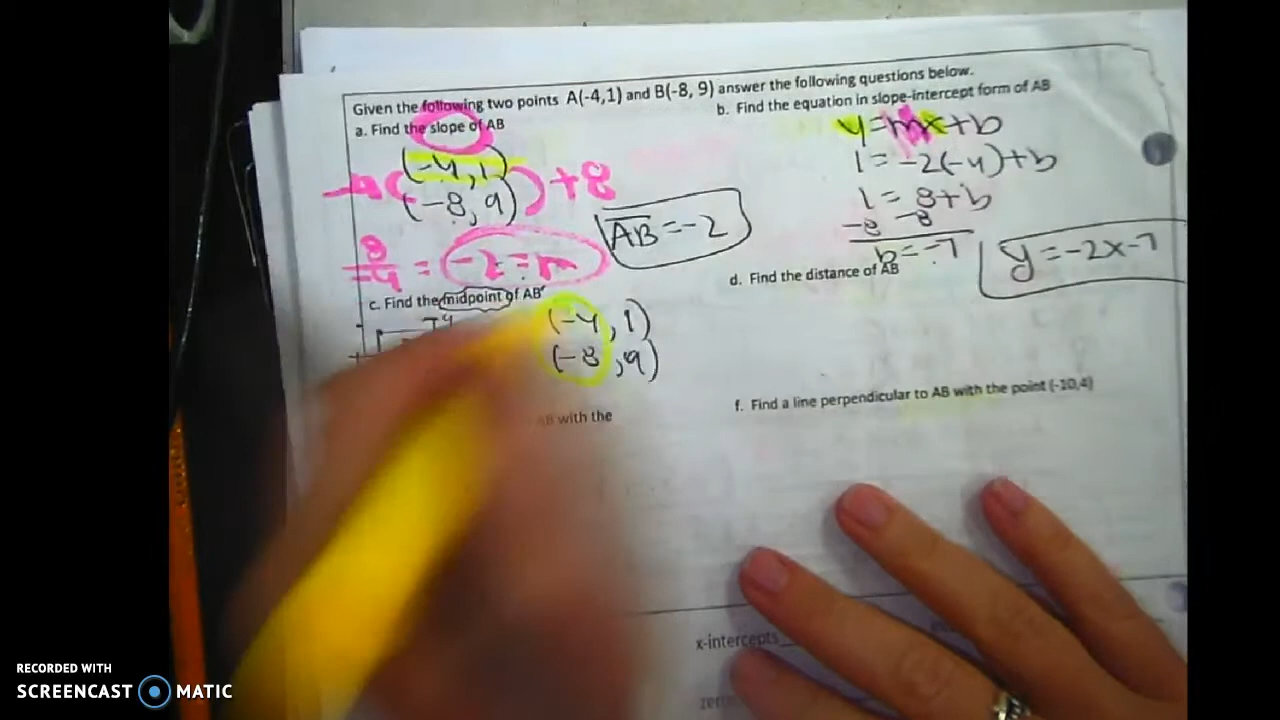 Given the following two points A(-4,1) and B(-8, 9) answer the following questions below.
a. Find the slope of AB
(-4,1)
(-8,9)
-4 +8
8/-4 = -2 = m
AB = -2
b. Find the equation in slope-intercept form of AB
y=mx+b
1=-2(-4)+b
1=8+b
-8 -8
b=-7
y=-2x-7
c. Find the midpoint of AB
(-4,1)
(-8,9)
d. Find the distance of AB
AB with the
f. Find a line perpendicular to AB with the point (-10,4)
x-intercepts
RECORDED WITH
SCREENCAST MATIC